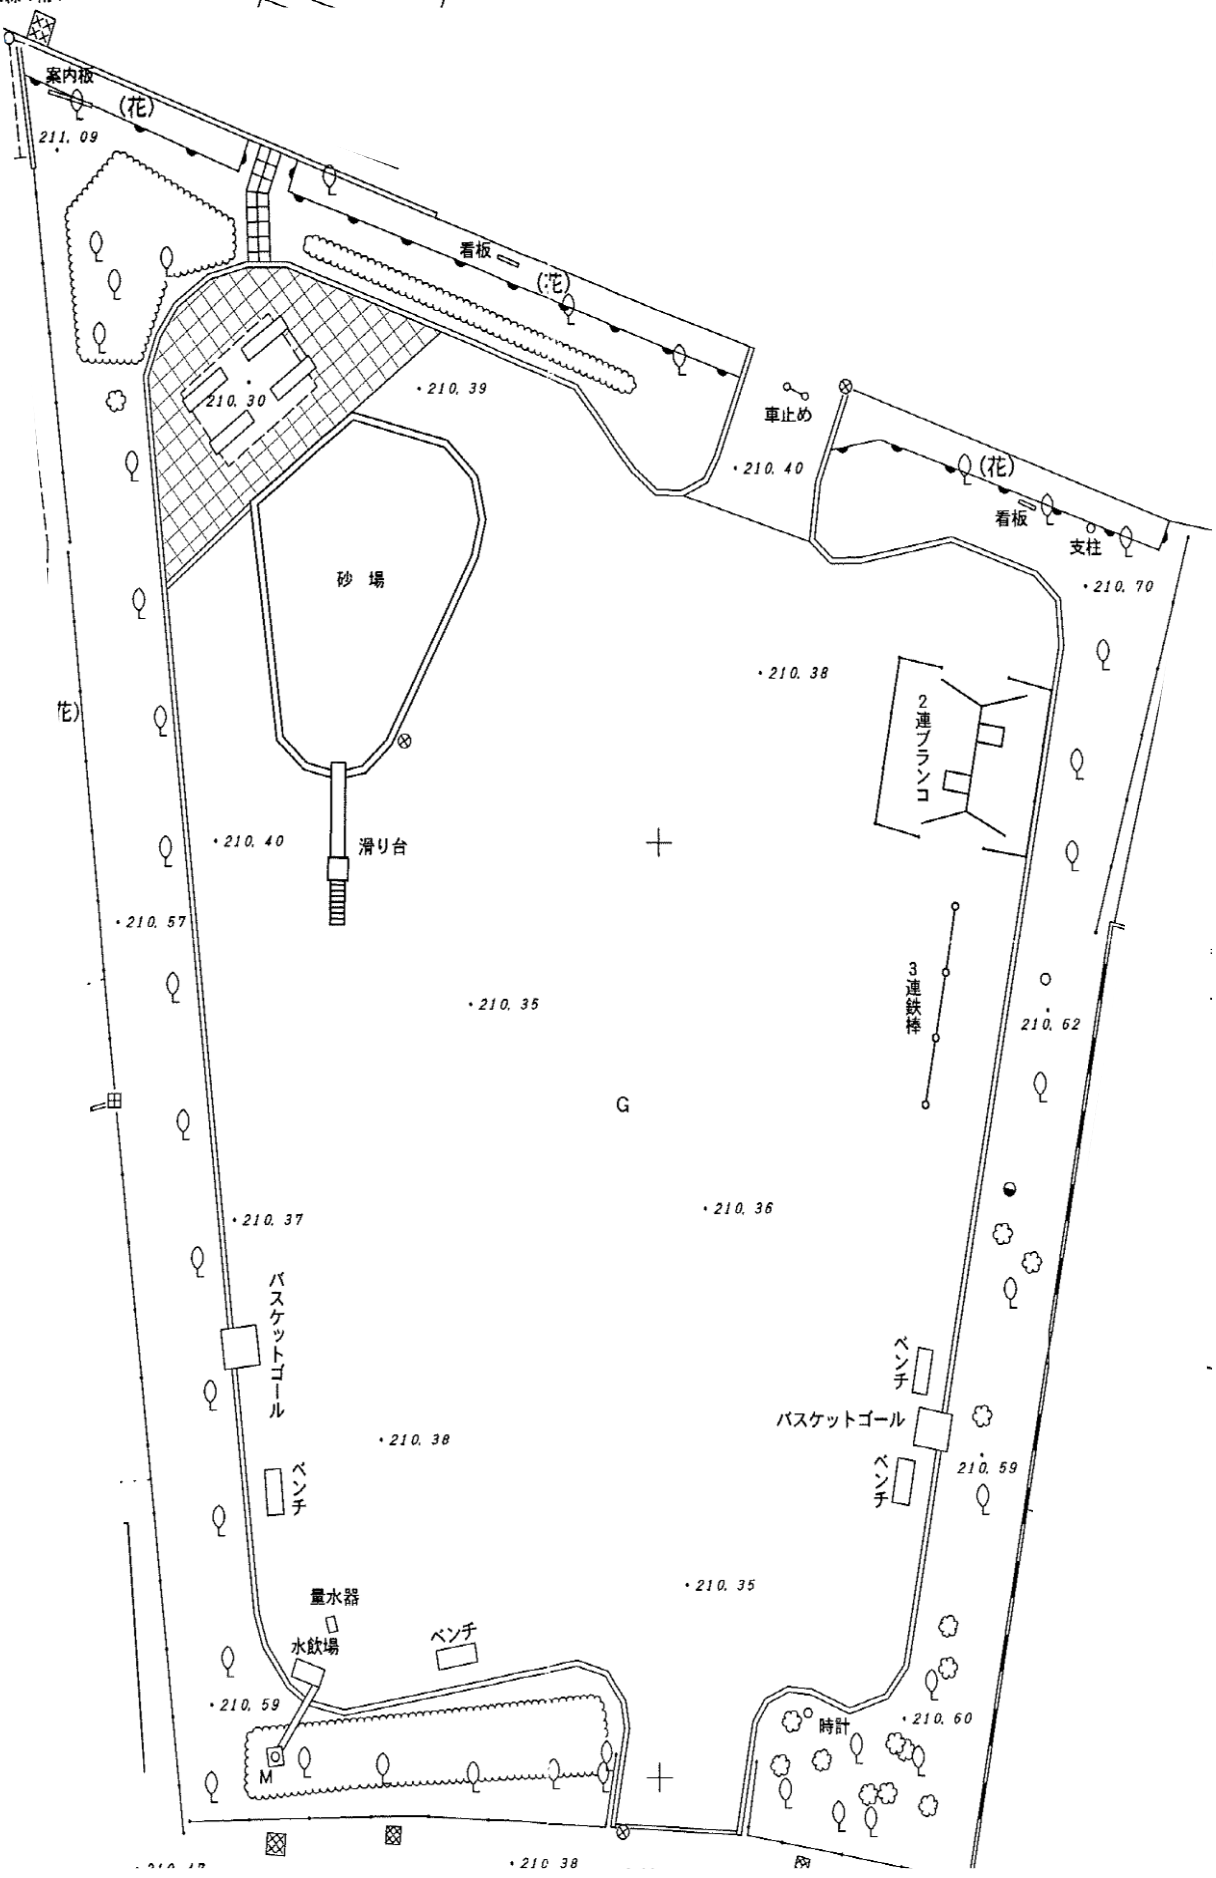 案内板
(花)
211.09
看板
(花)
210.30
210.39
車止め
210.40
(花)
看板
支柱
210.70
砂 場
210.38
2連ブランコ
花)
210.40
滑り台
210.57
3連鉄棒
210.35
210.62
G
210.36
210.37
バスケットゴール
ベンチ
バスケットゴール
210.38
ベンチ
ベンチ
210.59
210.35
量水器
水飲場
ベンチ
210.59
時計
210.60
M
210.38